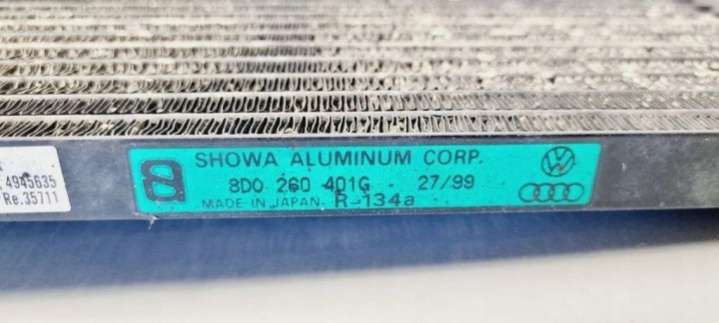 4945635
Re.35711
SHOWA ALUMINUM CORP.
8D0 260 401G - 27/99
MADE IN JAPAN. R-134a